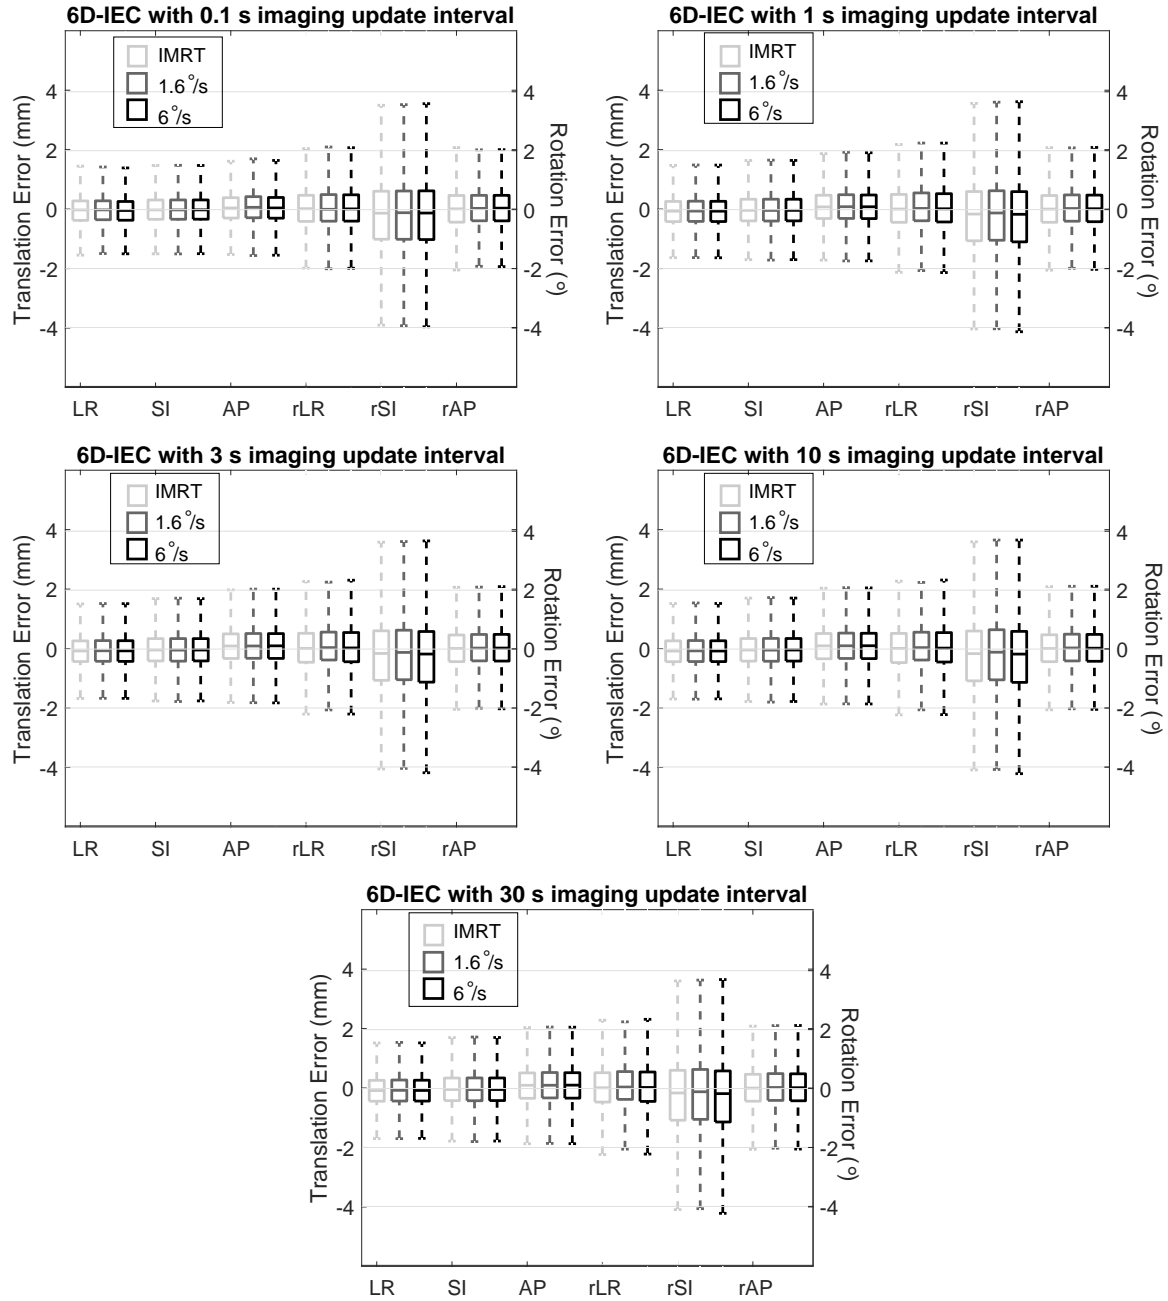 6D-IEC with 0.1 s imaging update interval
IMRT
1.6°/s
6°/s
Translation Error (mm)
4
2
0
-2
-4
4
2
0
-2
-4
Rotation Error (°)
LR SI AP rLR rSI rAP
6D-IEC with 1 s imaging update interval
IMRT
1.6°/s
6°/s
Translation Error (mm)
4
2
0
-2
-4
4
2
0
-2
-4
Rotation Error (°)
LR SI AP rLR rSI rAP
6D-IEC with 3 s imaging update interval
IMRT
1.6°/s
6°/s
Translation Error (mm)
4
2
0
-2
-4
4
2
0
-2
-4
Rotation Error (°)
LR SI AP rLR rSI rAP
6D-IEC with 10 s imaging update interval
IMRT
1.6°/s
6°/s
Translation Error (mm)
4
2
0
-2
-4
4
2
0
-2
-4
Rotation Error (°)
LR SI AP rLR rSI rAP
6D-IEC with 30 s imaging update interval
IMRT
1.6°/s
6°/s
Translation Error (mm)
4
2
0
-2
-4
4
2
0
-2
-4
Rotation Error (°)
LR SI AP rLR rSI rAP